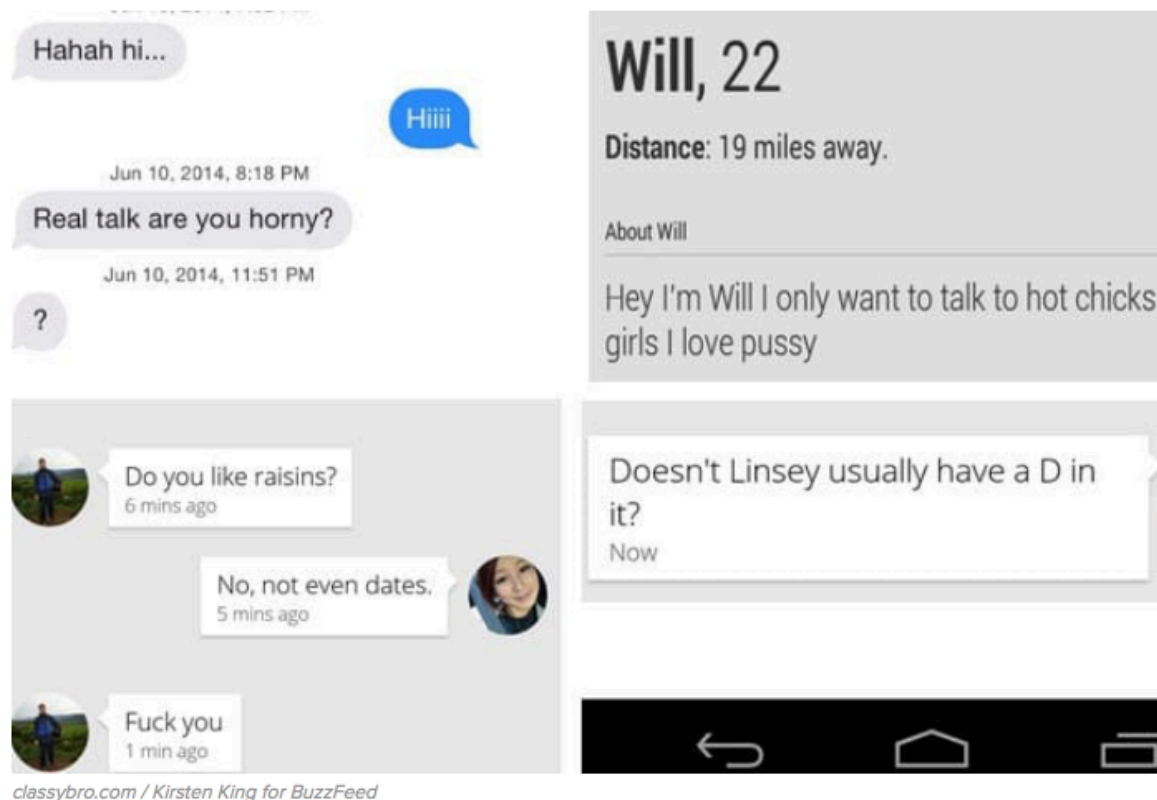 Hahah hi...
Hiiii
Jun 10, 2014, 8:18 PM
Real talk are you horny?
Jun 10, 2014, 11:51 PM
?
Will, 22
Distance: 19 miles away.
About Will
Hey I'm Will I only want to talk to hot chicks
girls I love pussy
Do you like raisins?
6 mins ago
No, not even dates.
5 mins ago
Fuck you
1 min ago
Doesn't Linsey usually have a D in
it?
Now
classybro.com / Kirsten King for BuzzFeed